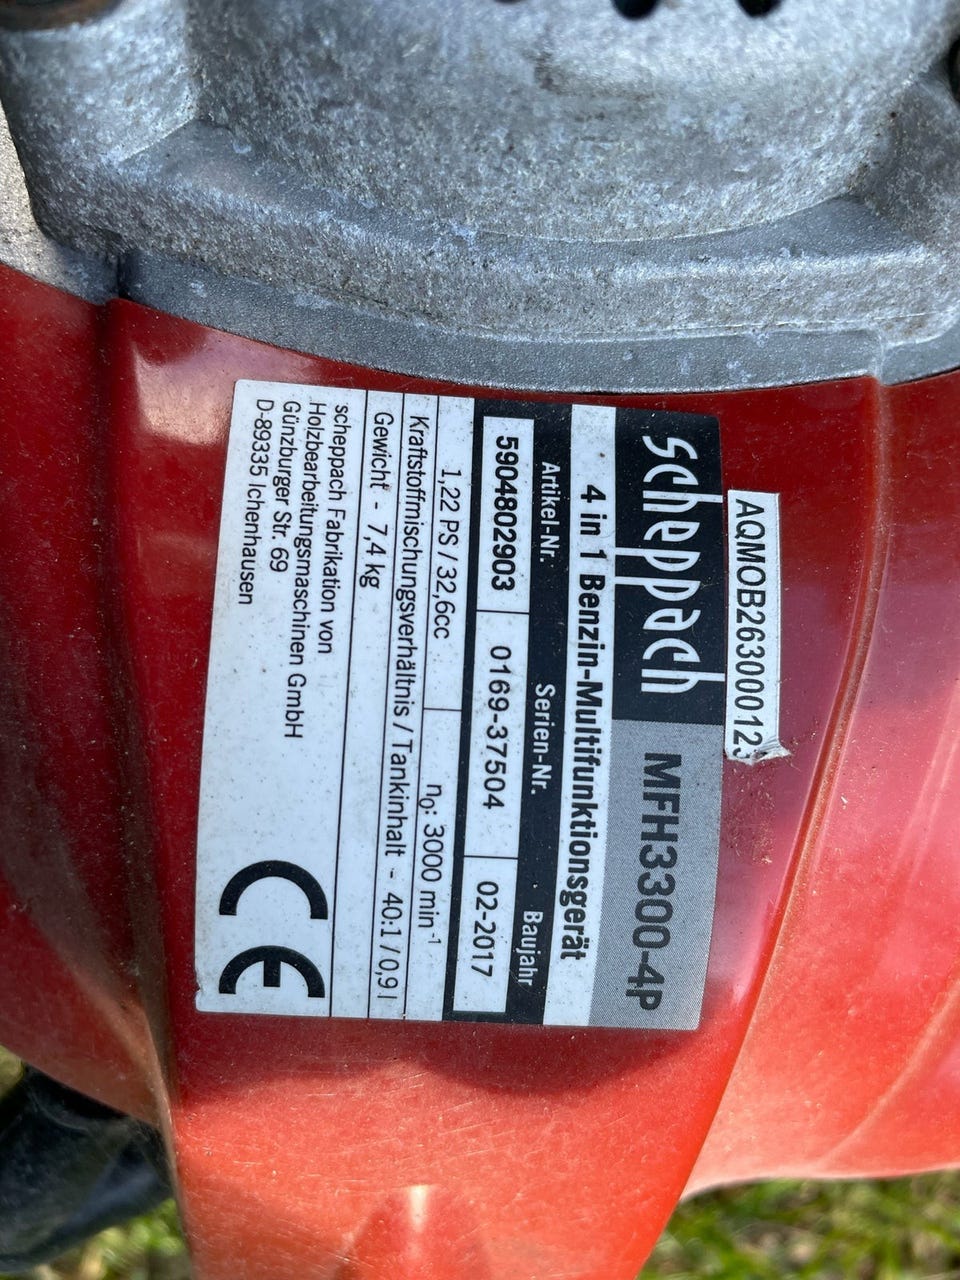 AQMOB26300012
scheppach
MFH3300-4P
4 in 1 Benzin-Multifunktionsgerät
Artikel-Nr. Serien-Nr. Baujahr
5904802903 0169-37504 02-2017
1,22 PS / 32,6cc n₀: 3000 min⁻¹
Kraftstoffmischungsverhältnis / Tankinhalt - 40:1 / 0,9 l
Gewicht - 7,4 kg
scheppach Fabrikation von
Holzbearbeitungsmaschinen GmbH
Günzburger Str. 69
D-89335 Ichenhausen
CE